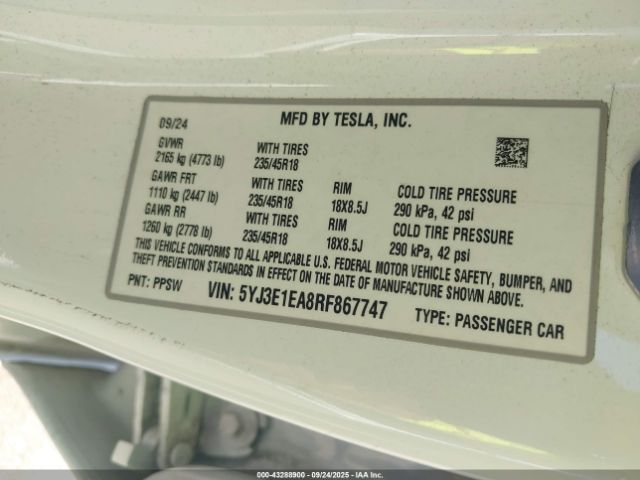 09/24 MFD BY TESLA, INC.
GVWR WITH TIRES
2165 kg (4773 lb) 235/45R18
GAWR FRT WITH TIRES RIM COLD TIRE PRESSURE
1110 kg (2447 lb) 235/45R18 18X8.5J 290 kPa, 42 psi
GAWR RR WITH TIRES RIM COLD TIRE PRESSURE
1260 kg (2778 lb) 235/45R18 18X8.5J 290 kPa, 42 psi
THIS VEHICLE CONFORMS TO ALL APPLICABLE U.S. FEDERAL MOTOR VEHICLE SAFETY, BUMPER, AND
THEFT PREVENTION STANDARDS IN EFFECT ON THE DATE OF MANUFACTURE SHOWN ABOVE.
PNT: PPSW VIN: 5YJ3E1EA8RF867747 TYPE: PASSENGER CAR
000-43288900 - 09/24/2025 - IAA Inc.